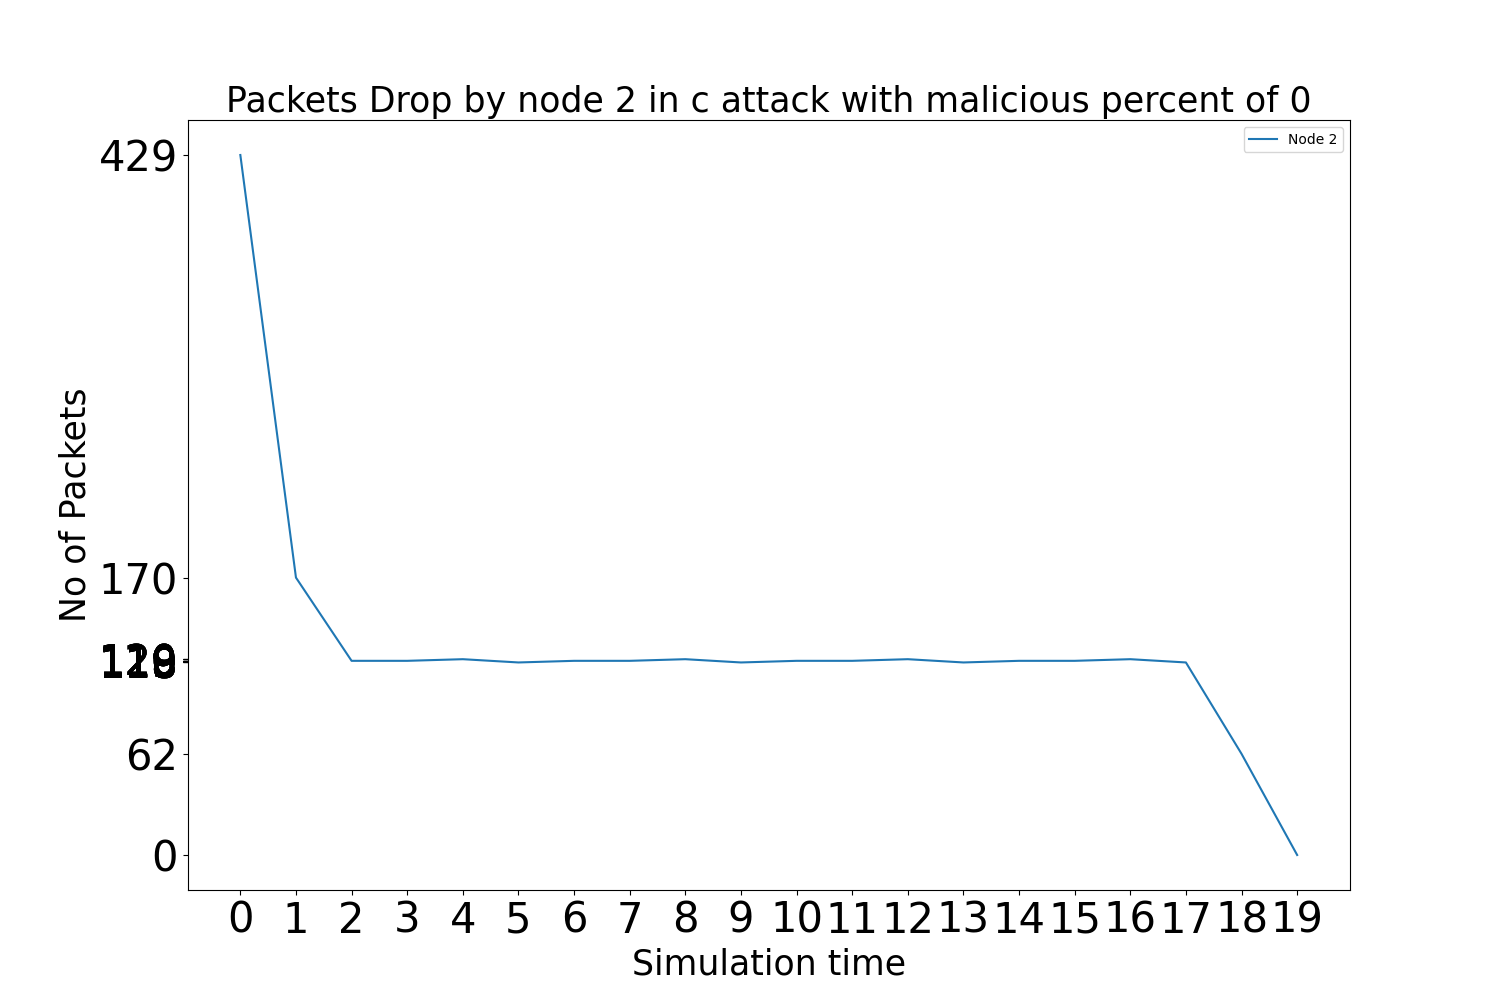 Packets Drop by node 2 in c attack with malicious percent of 0
Node 2
No of Packets
429
170
62
0
0 1 2 3 4 5 6 7 8 9 10 11 12 13 14 15 16 17 18 19
Simulation time